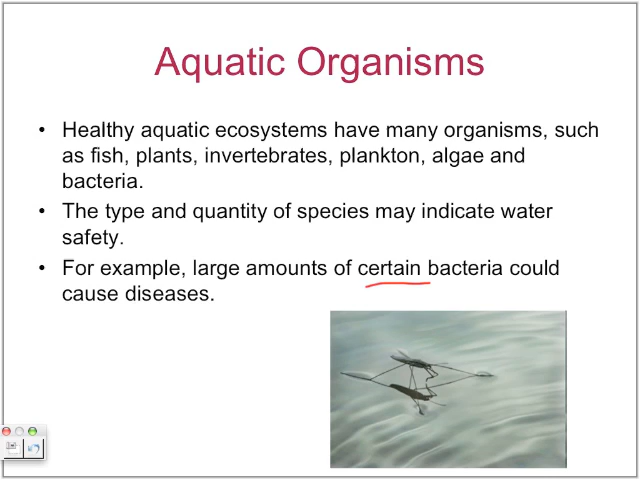 Aquatic Organisms
• Healthy aquatic ecosystems have many organisms, such
as fish, plants, invertebrates, plankton, algae and
bacteria.
• The type and quantity of species may indicate water
safety.
• For example, large amounts of certain bacteria could
cause diseases.